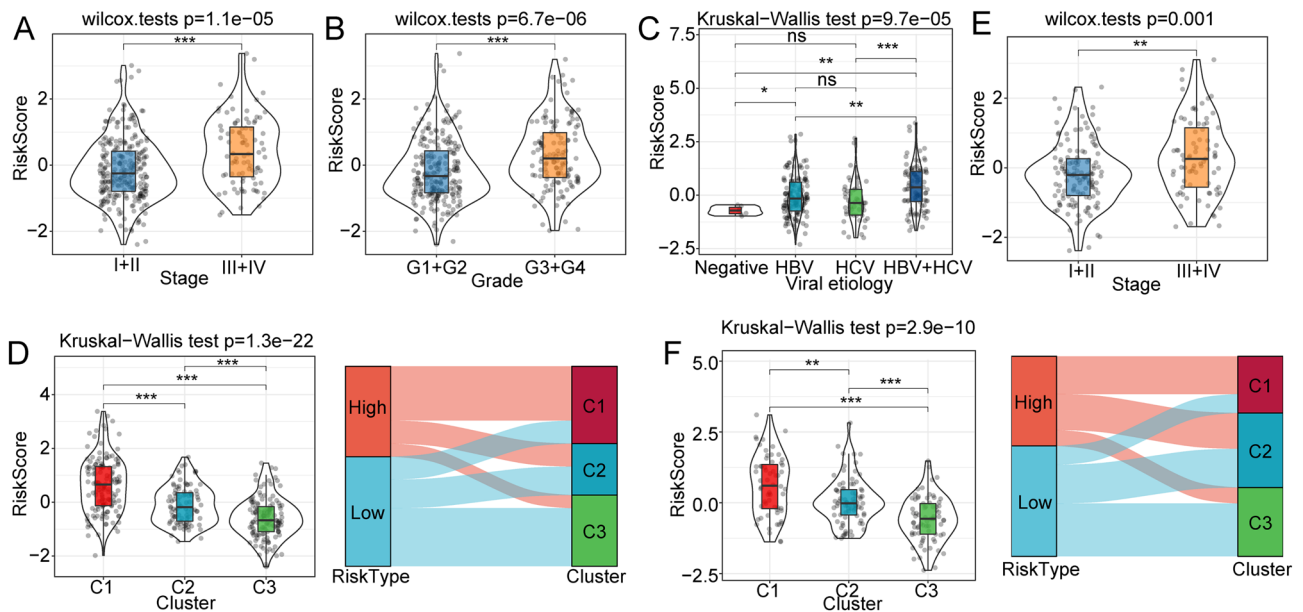 A
wilcox.tests p=1.1e−05
***
RiskScore
2
0
−2
I+II
III+IV
Stage
B
wilcox.tests p=6.7e−06
***
RiskScore
2
0
−2
G1+G2
G3+G4
Grade
C
Kruskal−Wallis test p=9.7e−05
ns
***
**
ns
*
**
RiskScore
7.5
5.0
2.5
0.0
−2.5
Negative
HBV
HCV
HBV+HCV
Viral etiology
E
wilcox.tests p=0.001
**
RiskScore
2
0
−2
I+II
III+IV
Stage
D
Kruskal−Wallis test p=1.3e−22
***
***
***
RiskScore
4
2
0
−2
C1
C2
C3
Cluster
High
Low
C1
C2
C3
RiskType
Cluster
F
Kruskal−Wallis test p=2.9e−10
**
***
***
RiskScore
5.0
2.5
0.0
−2.5
C1
C2
C3
Cluster
High
Low
C1
C2
C3
RiskType
Cluster